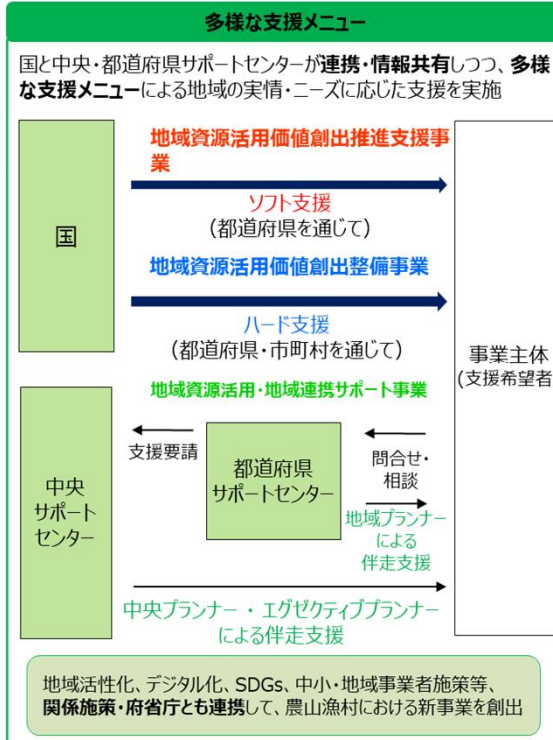 多様な支援メニュー
国と中央・都道府県サポートセンターが連携・情報共有しつつ、多様
な支援メニューによる地域の実情・ニーズに応じた支援を実施
国
地域資源活用価値創出推進支援事
業
ソフト支援
(都道府県を通じて)
地域資源活用価値創出整備事業
ハード支援
(都道府県・市町村を通じて)
事業主体
(支援希望者
地域資源活用・地域連携サポート事業
中央
サポート
センター
支援要請
都道府県
サポートセンター
問合せ・
相談
地域プランナー
による
伴走支援
中央プランナー・エグゼクティブプランナー
による伴走支援
地域活性化、デジタル化、SDGs、中小・地域事業者施策等、
関係施策・府省庁とも連携して、農山漁村における新事業を創出